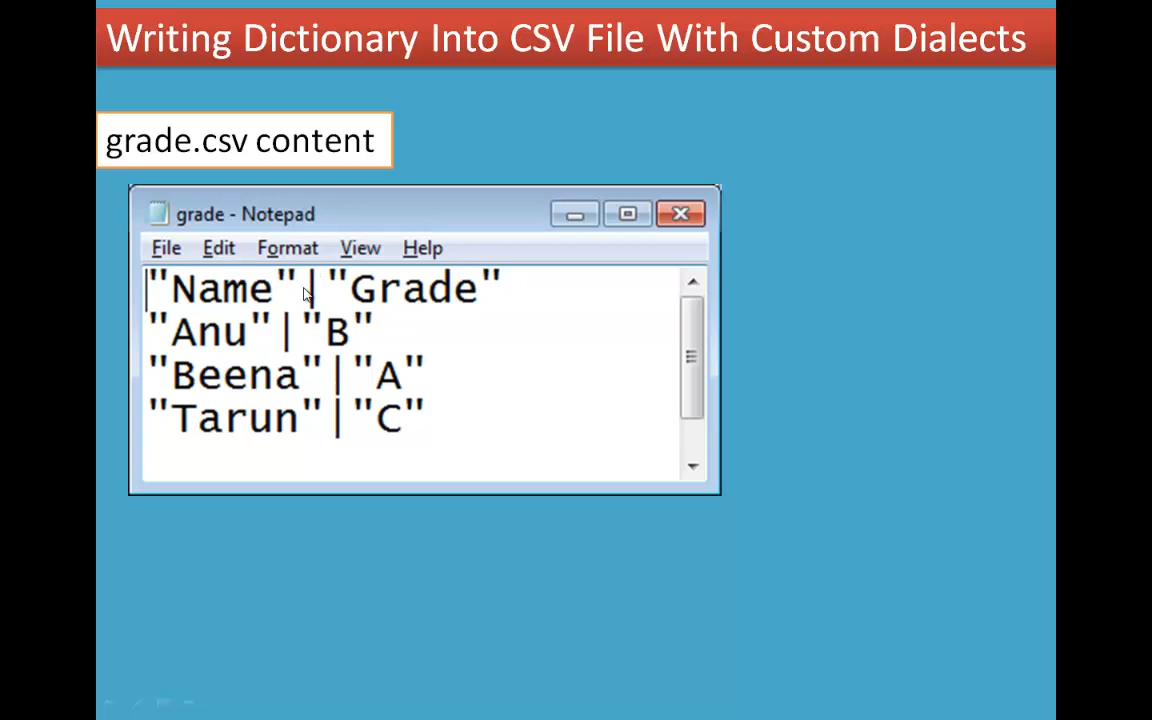 Writing Dictionary Into CSV File With Custom Dialects
grade.csv content
grade - Notepad
File Edit Format View Help
"Name"|"Grade"
"Anu"|"B"
"Beena"|"A"
"Tarun"|"C"